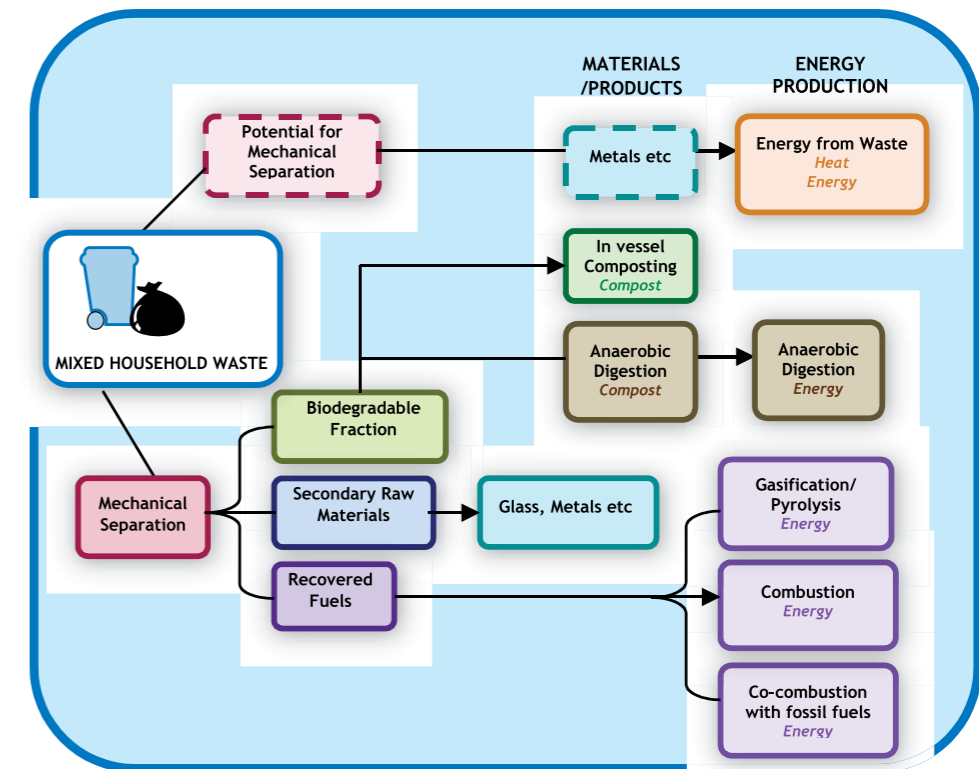 MATERIALS
/PRODUCTS
ENERGY
PRODUCTION
Potential for
Mechanical
Separation
Metals etc
Energy from Waste
Heat
Energy
In vessel
Composting
Compost
MIXED HOUSEHOLD WASTE
Anaerobic
Digestion
Compost
Anaerobic
Digestion
Energy
Biodegradable
Fraction
Mechanical
Separation
Secondary Raw
Materials
Glass, Metals etc
Gasification/
Pyrolysis
Energy
Recovered
Fuels
Combustion
Energy
Co-combustion
with fossil fuels
Energy